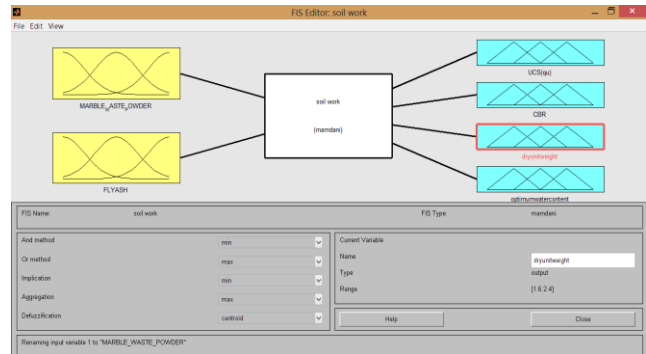 FIS Editor: soil work
File Edit View
MARBLE_WASTE_POWDER
FLYASH
soil work
(mamdani)
UCS(qu)
CBR
dryunitweight
optimumwatercontent
FIS Name: soil work FIS Type: mamdani
And method min
Or method max
Implication min
Aggregation max
Defuzzification centroid
Current Variable
Name dryunitweight
Type output
Range [1.6 2.4]
Help Close
Renaming input variable 1 to "MARBLE_WASTE_POWDER"